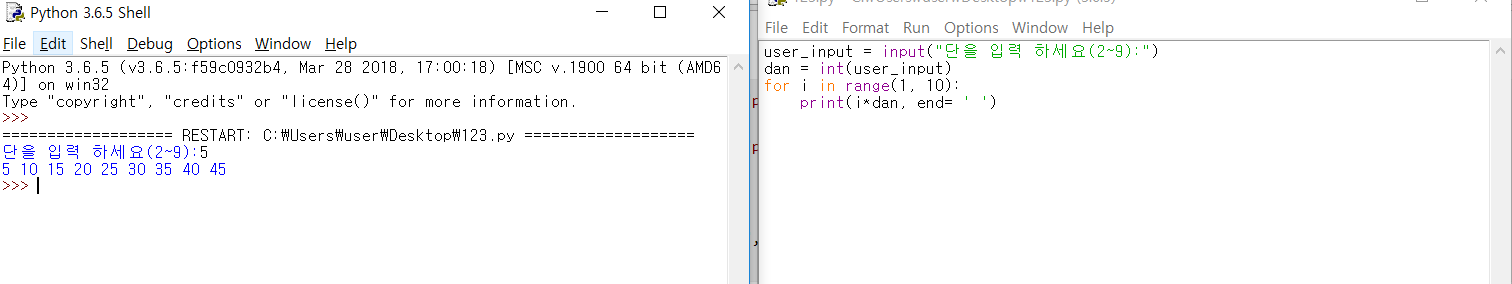 Python 3.6.5 Shell
File Edit Shell Debug Options Window Help
Python 3.6.5 (v3.6.5:f59c0932b4, Mar 28 2018, 17:00:18) [MSC v.1900 64 bit (AMD6
4)] on win32
Type "copyright", "credits" or "license()" for more information.
>>>
=================== RESTART: C:₩Users₩user₩Desktop₩123.py ===================
단을 입력 하세요(2~9):5
5 10 15 20 25 30 35 40 45
>>>
File Edit Format Run Options Window Help
user_input = input("단을 입력 하세요(2~9):")
dan = int(user_input)
for i in range(1, 10):
    print(i*dan, end= ' ')